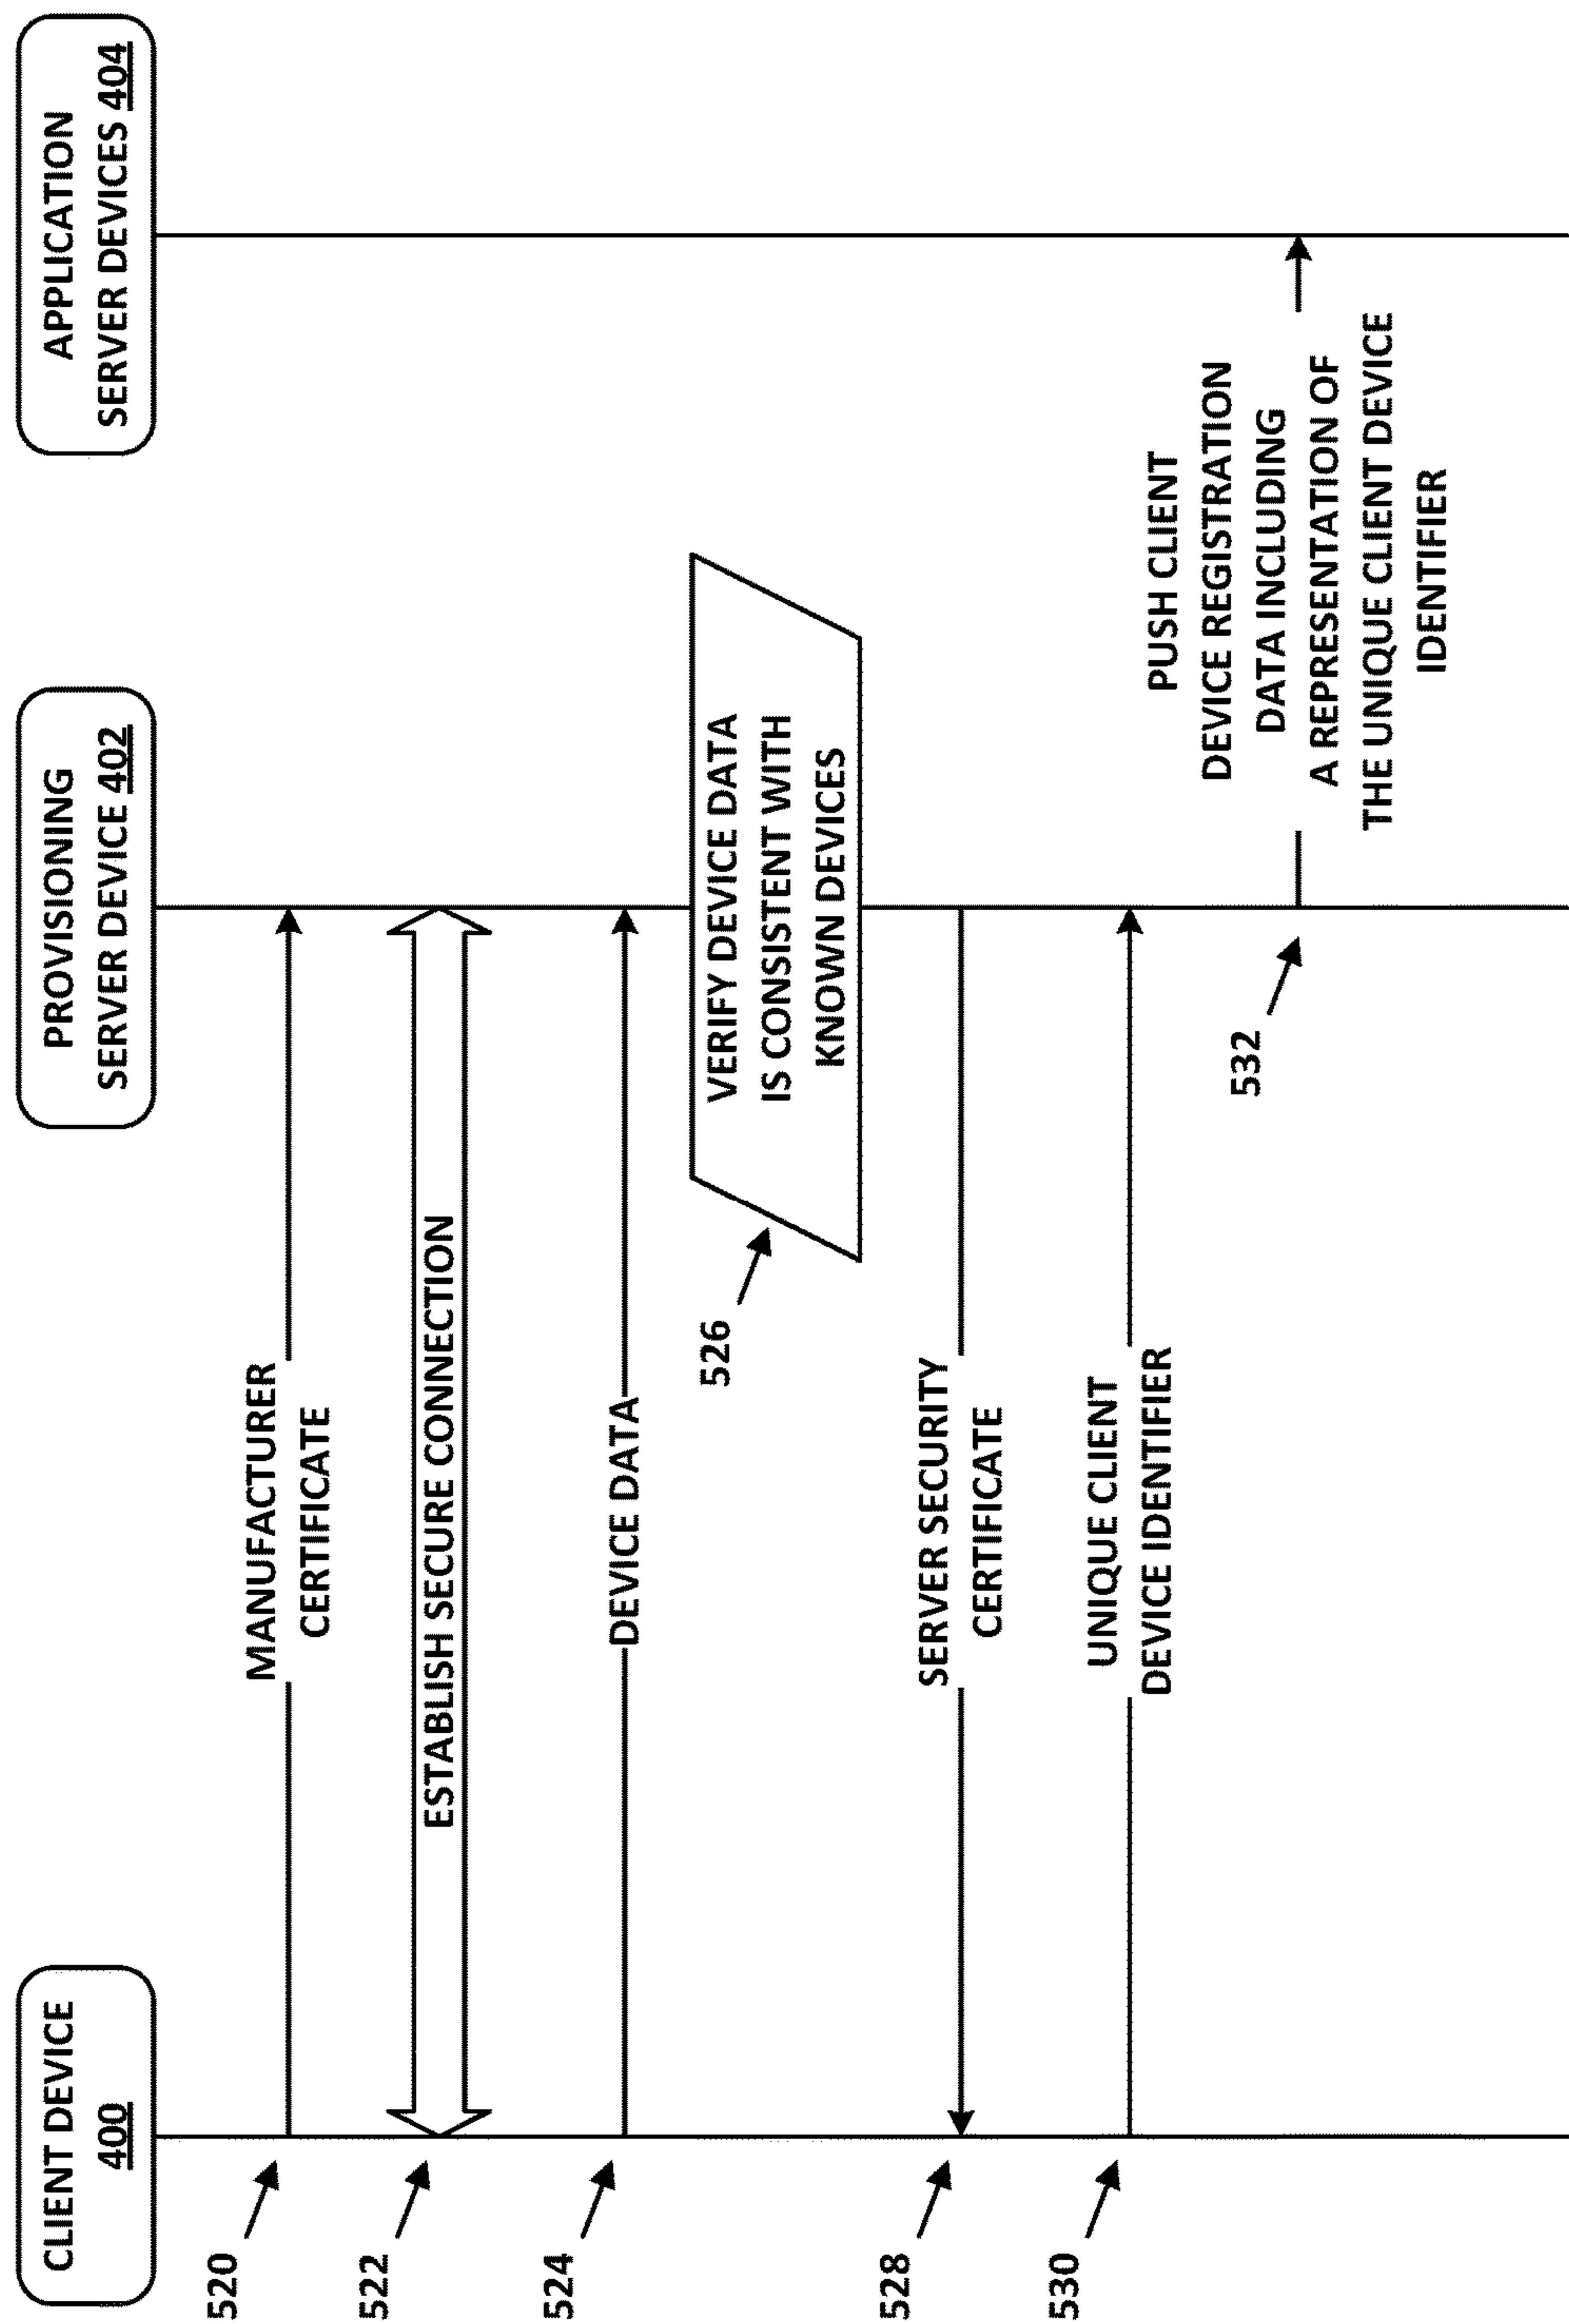 CLIENT DEVICE
400
PROVISIONING
SERVER DEVICE 402
APPLICATION
SERVER DEVICES 404
520
MANUFACTURER
CERTIFICATE
522
ESTABLISH SECURE CONNECTION
524
DEVICE DATA
526
VERIFY DEVICE DATA
IS CONSISTENT WITH
KNOWN DEVICES
528
SERVER SECURITY
CERTIFICATE
530
UNIQUE CLIENT
DEVICE IDENTIFIER
532
PUSH CLIENT
DEVICE REGISTRATION
DATA INCLUDING
A REPRESENTATION OF
THE UNIQUE CLIENT DEVICE
IDENTIFIER